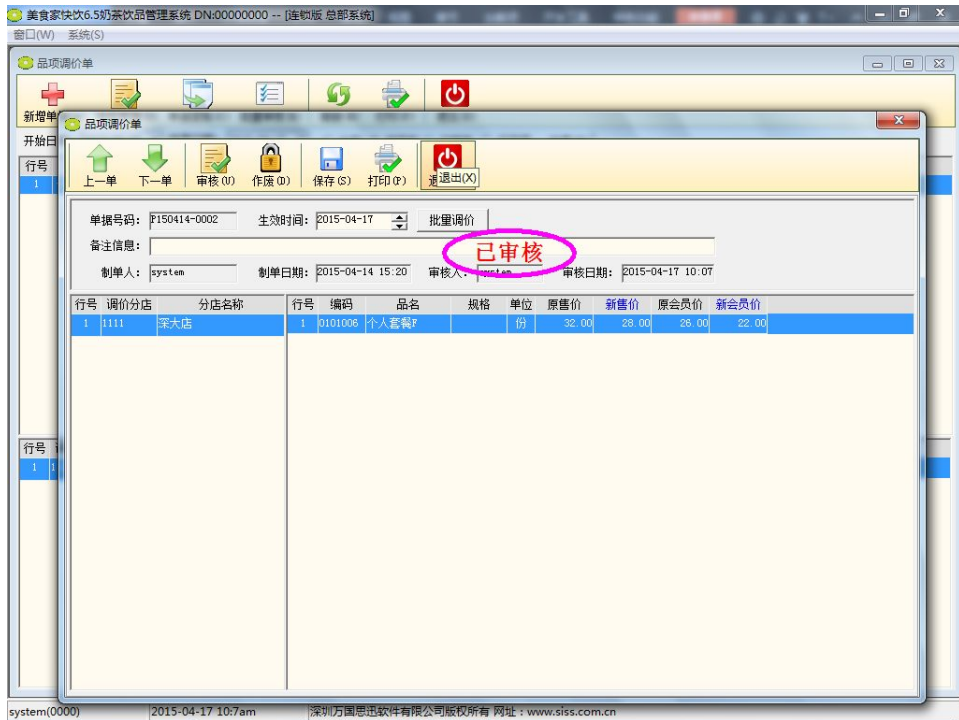 美食家快饮6.5奶茶饮品管理系统 DN:00000000 -- [连锁版 总部系统]
窗口(W) 系统(S)
品项调价单
新增单
开始日
行号
1
品项调价单
上一单 下一单 审核(U) 作废(D) 保存(S) 打印(P) 退出(X)
单据号码: P150414-0002 生效时间: 2015-04-17 批量调价
备注信息:
已审核
制单人: system 制单日期: 2015-04-14 15:20 审核人: system 审核日期: 2015-04-17 10:07
行号 调价分店 分店名称 行号 编码 品名 规格 单位 原售价 新售价 原会员价 新会员价
1 1111 深大店 1 0101006 个人套餐F 份 32.00 28.00 26.00 22.00
行号
1 1
system(0000) 2015-04-17 10:7am 深圳万国思迅软件有限公司版权所有 网址:www.siss.com.cn